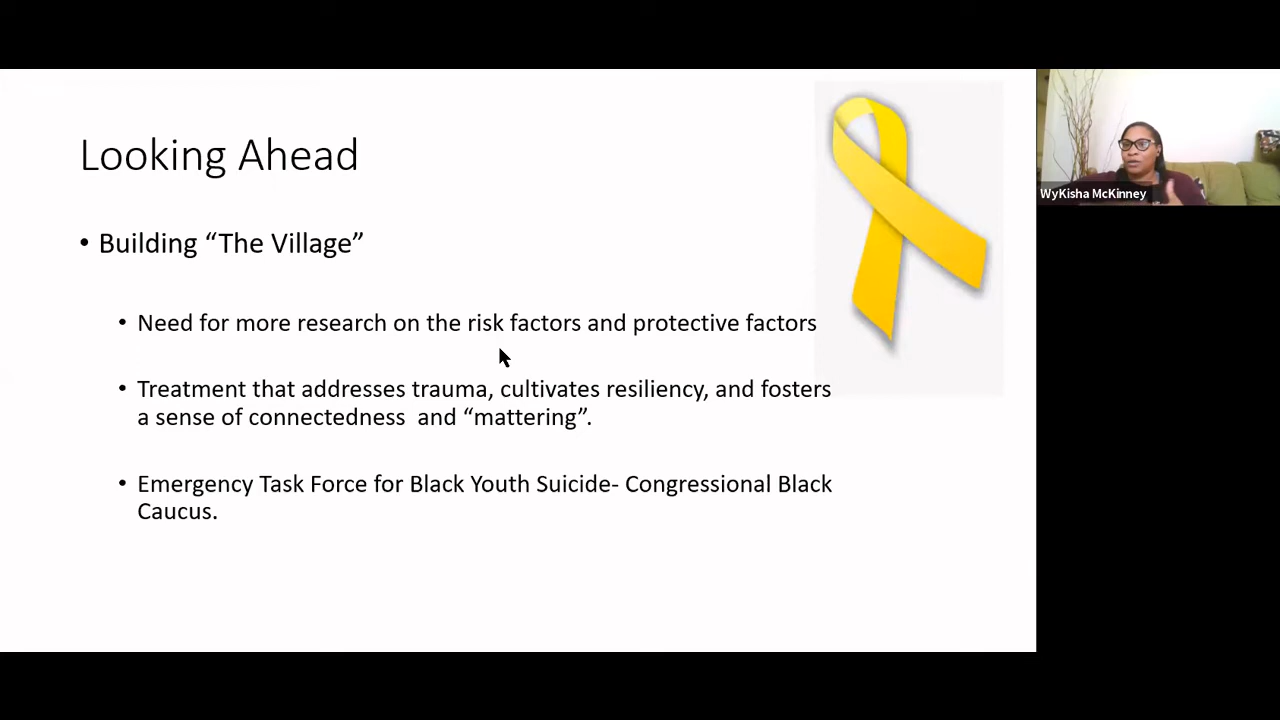 Looking Ahead
• Building “The Village”
• Need for more research on the risk factors and protective factors
• Treatment that addresses trauma, cultivates resiliency, and fosters
a sense of connectedness  and “mattering”.
• Emergency Task Force for Black Youth Suicide- Congressional Black
Caucus.
WyKisha McKinney